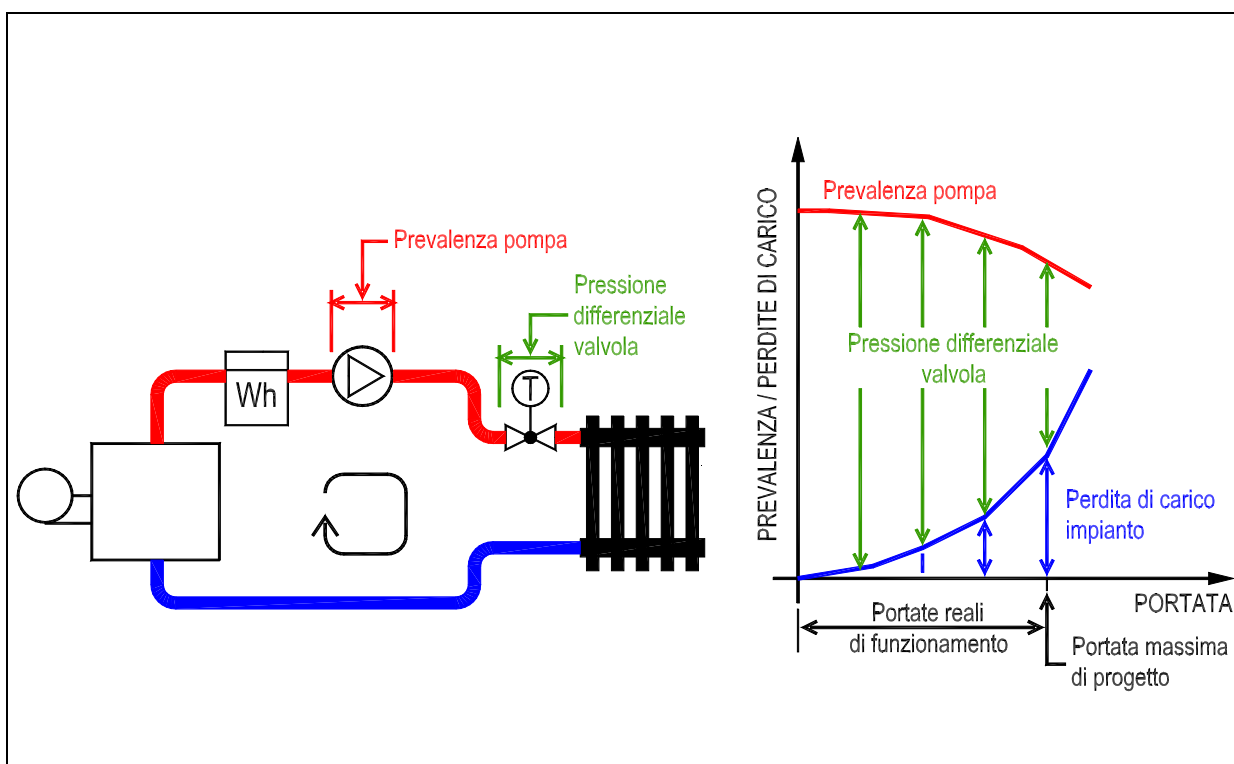 Prevalenza pompa
Pressione
differenziale
valvola
Wh
T
PREVALENZA / PERDITE DI CARICO
Prevalenza pompa
Pressione differenziale
valvola
Perdita di carico
impianto
PORTATA
Portate reali
di funzionamento
Portata massima
di progetto